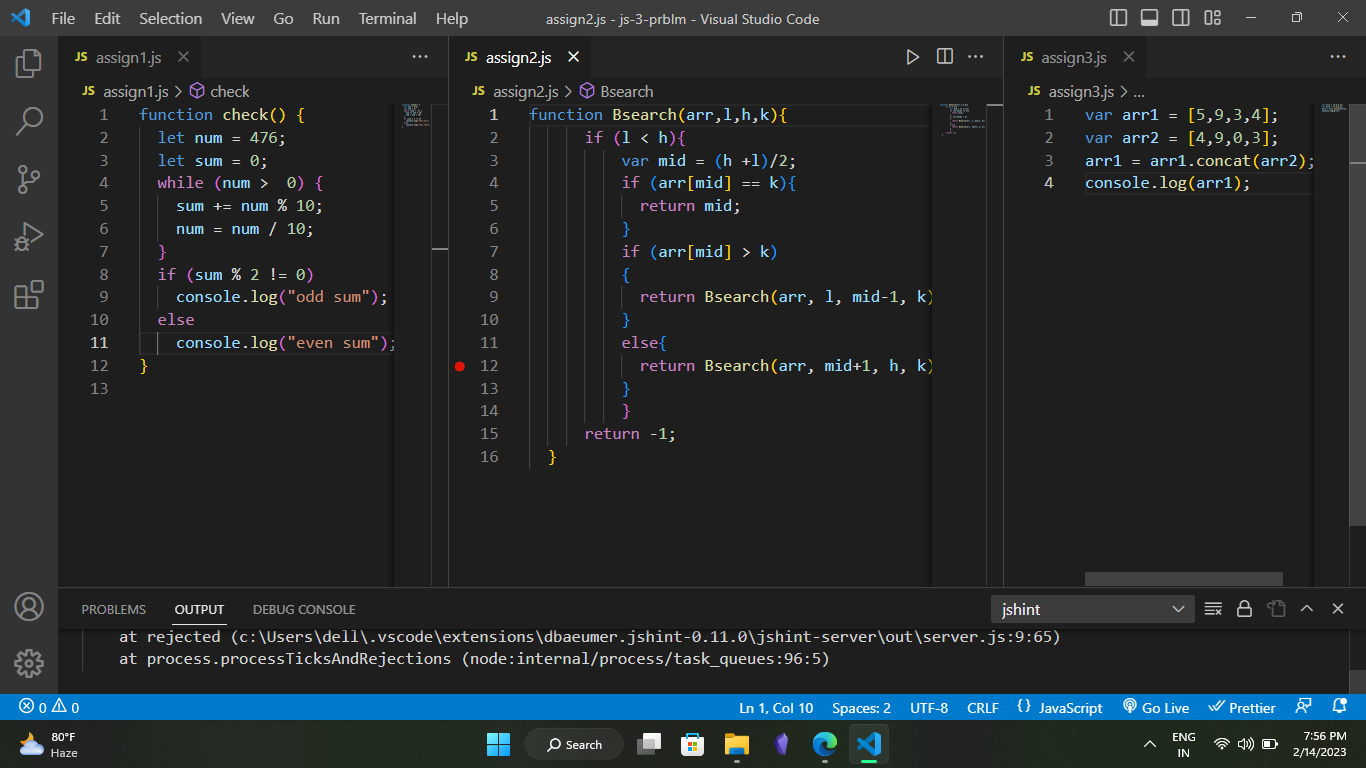 File Edit Selection View Go Run Terminal Help assign2.js - js-3-prblm - Visual Studio Code
JS assign1.js
JS assign1.js > check
1 function check() {
2 let num = 476;
3 let sum = 0;
4 while (num >  0) {
5 sum += num % 10;
6 num = num / 10;
7 }
8 if (sum % 2 != 0)
9 console.log("odd sum");
10 else
11 console.log("even sum");
12 }
13
JS assign2.js
JS assign2.js > Bsearch
1 function Bsearch(arr,l,h,k){
2 if (l < h){
3 var mid = (h +l)/2;
4 if (arr[mid] == k){
5 return mid;
6 }
7 if (arr[mid] > k)
8 {
9 return Bsearch(arr, l, mid-1, k)
10 }
11 else{
12 return Bsearch(arr, mid+1, h, k)
13 }
14 }
15 return -1;
16 }
JS assign3.js
JS assign3.js > ...
1 var arr1 = [5,9,3,4];
2 var arr2 = [4,9,0,3];
3 arr1 = arr1.concat(arr2);
4 console.log(arr1);
PROBLEMS OUTPUT DEBUG CONSOLE jshint
at rejected (c:\Users\dell\.vscode\extensions\dbaeumer.jshint-0.11.0\jshint-server\out\server.js:9:65)
at process.processTicksAndRejections (node:internal/process/task_queues:96:5)
0 0 Ln 1, Col 10 Spaces: 2 UTF-8 CRLF {} JavaScript Go Live Prettier
80°F
Haze
Search
ENG
IN
7:56 PM
2/14/2023